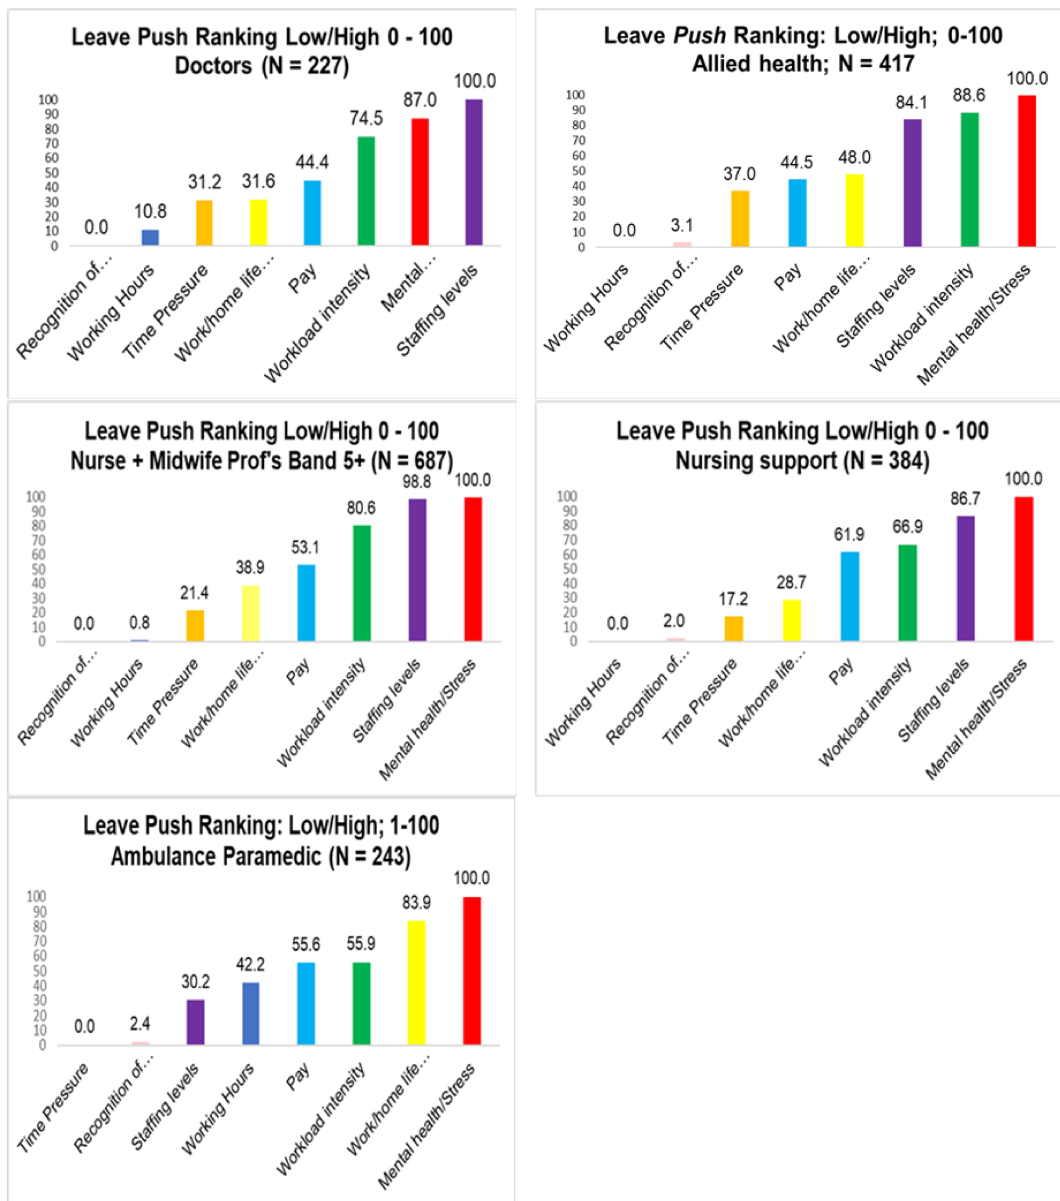 Leave Push Ranking Low/High 0 - 100
Doctors (N = 227)
100
90
80
70
60
50
40
30
20
10
0
0.0
10.8
31.2
31.6
44.4
74.5
87.0
100.0
Recognition of...
Working Hours
Time Pressure
Work/home life...
Pay
Workload intensity
Mental...
Staffing levels
Leave Push Ranking: Low/High; 0-100
Allied health; N = 417
100
90
80
70
60
50
40
30
20
10
0
0.0
3.1
37.0
44.5
48.0
84.1
88.6
100.0
Working Hours
Recognition of...
Time Pressure
Pay
Work/home life...
Staffing levels
Workload intensity
Mental health/Stress
Leave Push Ranking Low/High 0 - 100
Nurse + Midwife Prof's Band 5+ (N = 687)
100
90
80
70
60
50
40
30
20
10
0
0.0
0.8
21.4
38.9
53.1
80.6
98.8
100.0
Recognition of...
Working Hours
Time Pressure
Work/home life...
Pay
Workload intensity
Staffing levels
Mental health/Stress
Leave Push Ranking Low/High 0 - 100
Nursing support (N = 384)
100
90
80
70
60
50
40
30
20
10
0
0.0
2.0
17.2
28.7
61.9
66.9
86.7
100.0
Working Hours
Recognition of...
Time Pressure
Work/home life...
Pay
Workload intensity
Staffing levels
Mental health/Stress
Leave Push Ranking: Low/High; 1-100
Ambulance Paramedic (N = 243)
100
90
80
70
60
50
40
30
20
10
0
0.0
2.4
30.2
42.2
55.6
55.9
83.9
100.0
Time Pressure
Recognition of...
Staffing levels
Working Hours
Pay
Workload intensity
Work/home life...
Mental health/Stress